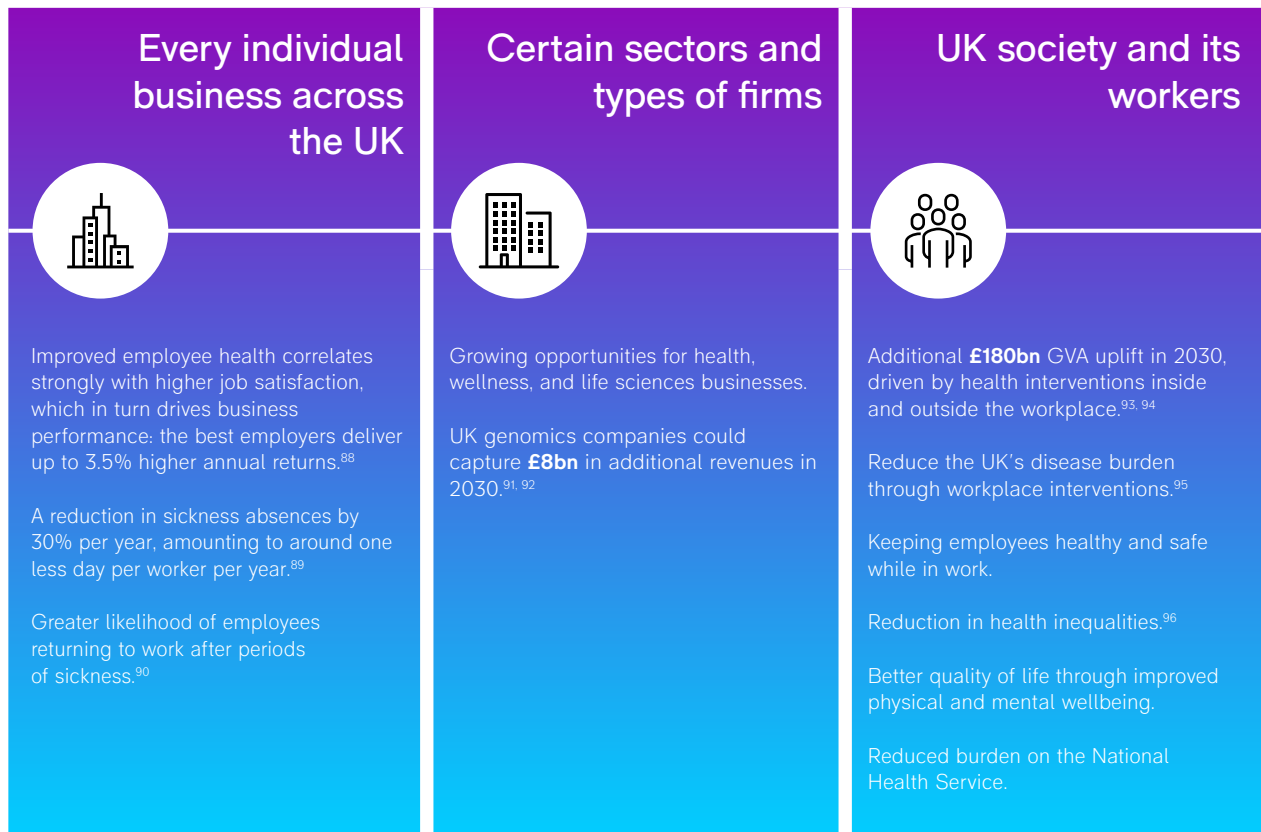 Every individual
business across
the UK
Improved employee health correlates
strongly with higher job satisfaction,
which in turn drives business
performance: the best employers deliver
up to 3.5% higher annual returns.88
A reduction in sickness absences by
30% per year, amounting to around one
less day per worker per year.89
Greater likelihood of employees
returning to work after periods
of sickness.90
Certain sectors and
types of firms
Growing opportunities for health,
wellness, and life sciences businesses.
UK genomics companies could
capture £8bn in additional revenues in
2030.91, 92
UK society and its
workers
Additional £180bn GVA uplift in 2030,
driven by health interventions inside
and outside the workplace.93, 94
Reduce the UK's disease burden
through workplace interventions.95
Keeping employees healthy and safe
while in work.
Reduction in health inequalities.96
Better quality of life through improved
physical and mental wellbeing.
Reduced burden on the National
Health Service.